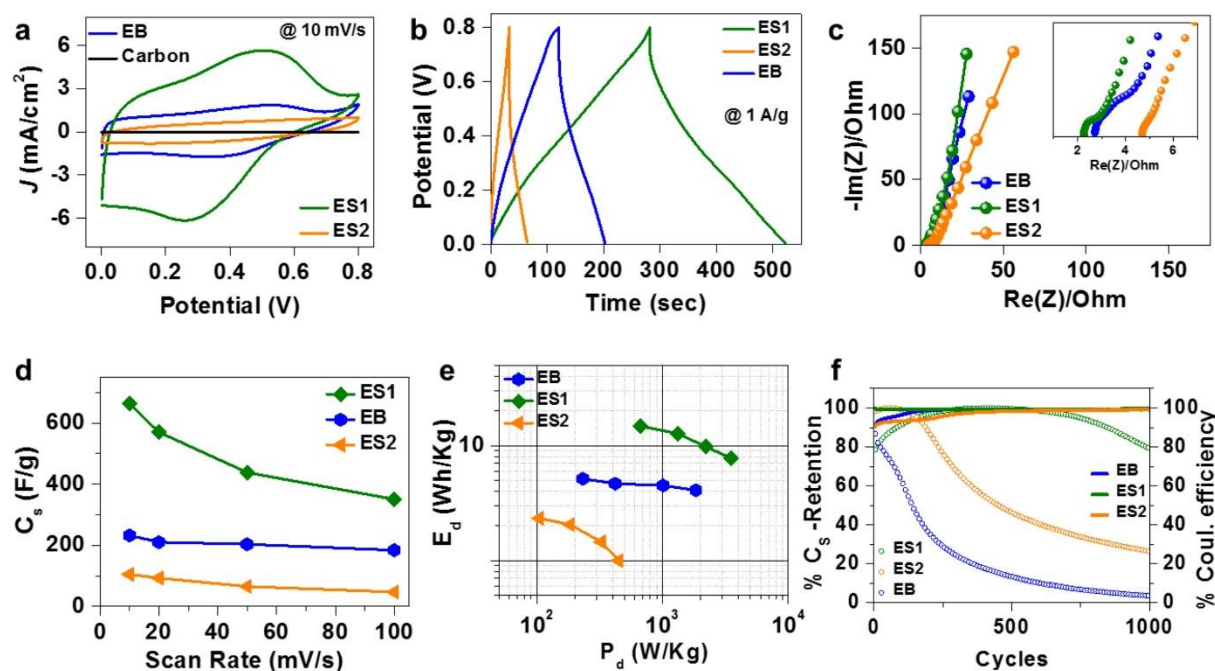 a
EB
Carbon
@ 10 mV/s
J (mA/cm²)
6
3
0
-3
-6
ES1
ES2
0.0 0.2 0.4 0.6 0.8
Potential (V)
b
ES1
ES2
EB
@ 1 A/g
Potential (V)
0.8
0.6
0.4
0.2
0.0
0 100 200 300 400 500
Time (sec)
c
-Im(Z)/Ohm
150
100
50
0
2 4 6
Re(Z)/Ohm
EB
ES1
ES2
0 50 100 150
Re(Z)/Ohm
d
ES1
EB
ES2
Cₛ (F/g)
600
400
200
0
0 20 40 60 80 100
Scan Rate (mV/s)
e
EB
ES1
ES2
E_d (Wh/Kg)
10
10² 10³
P_d (W/Kg)
f
% Cₛ -Retention
100
80
60
40
20
0
EB
ES1
ES2
ES1
ES2
EB
100
80
60
40
20
0
% Coul. efficiency
0 500 1000
Cycles